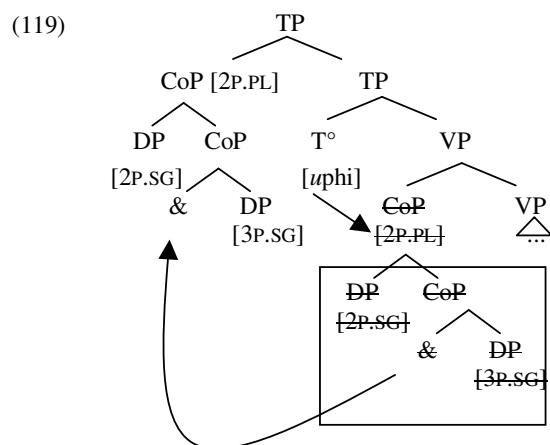 (119) TP
CoP [2P.PL] TP
DP CoP T° VP
[2P.SG] [uphi] CoP VP
& DP [2P.PL] ...
[3P.SG]
DP CoP
[2P.SG]
& DP
[3P.SG]